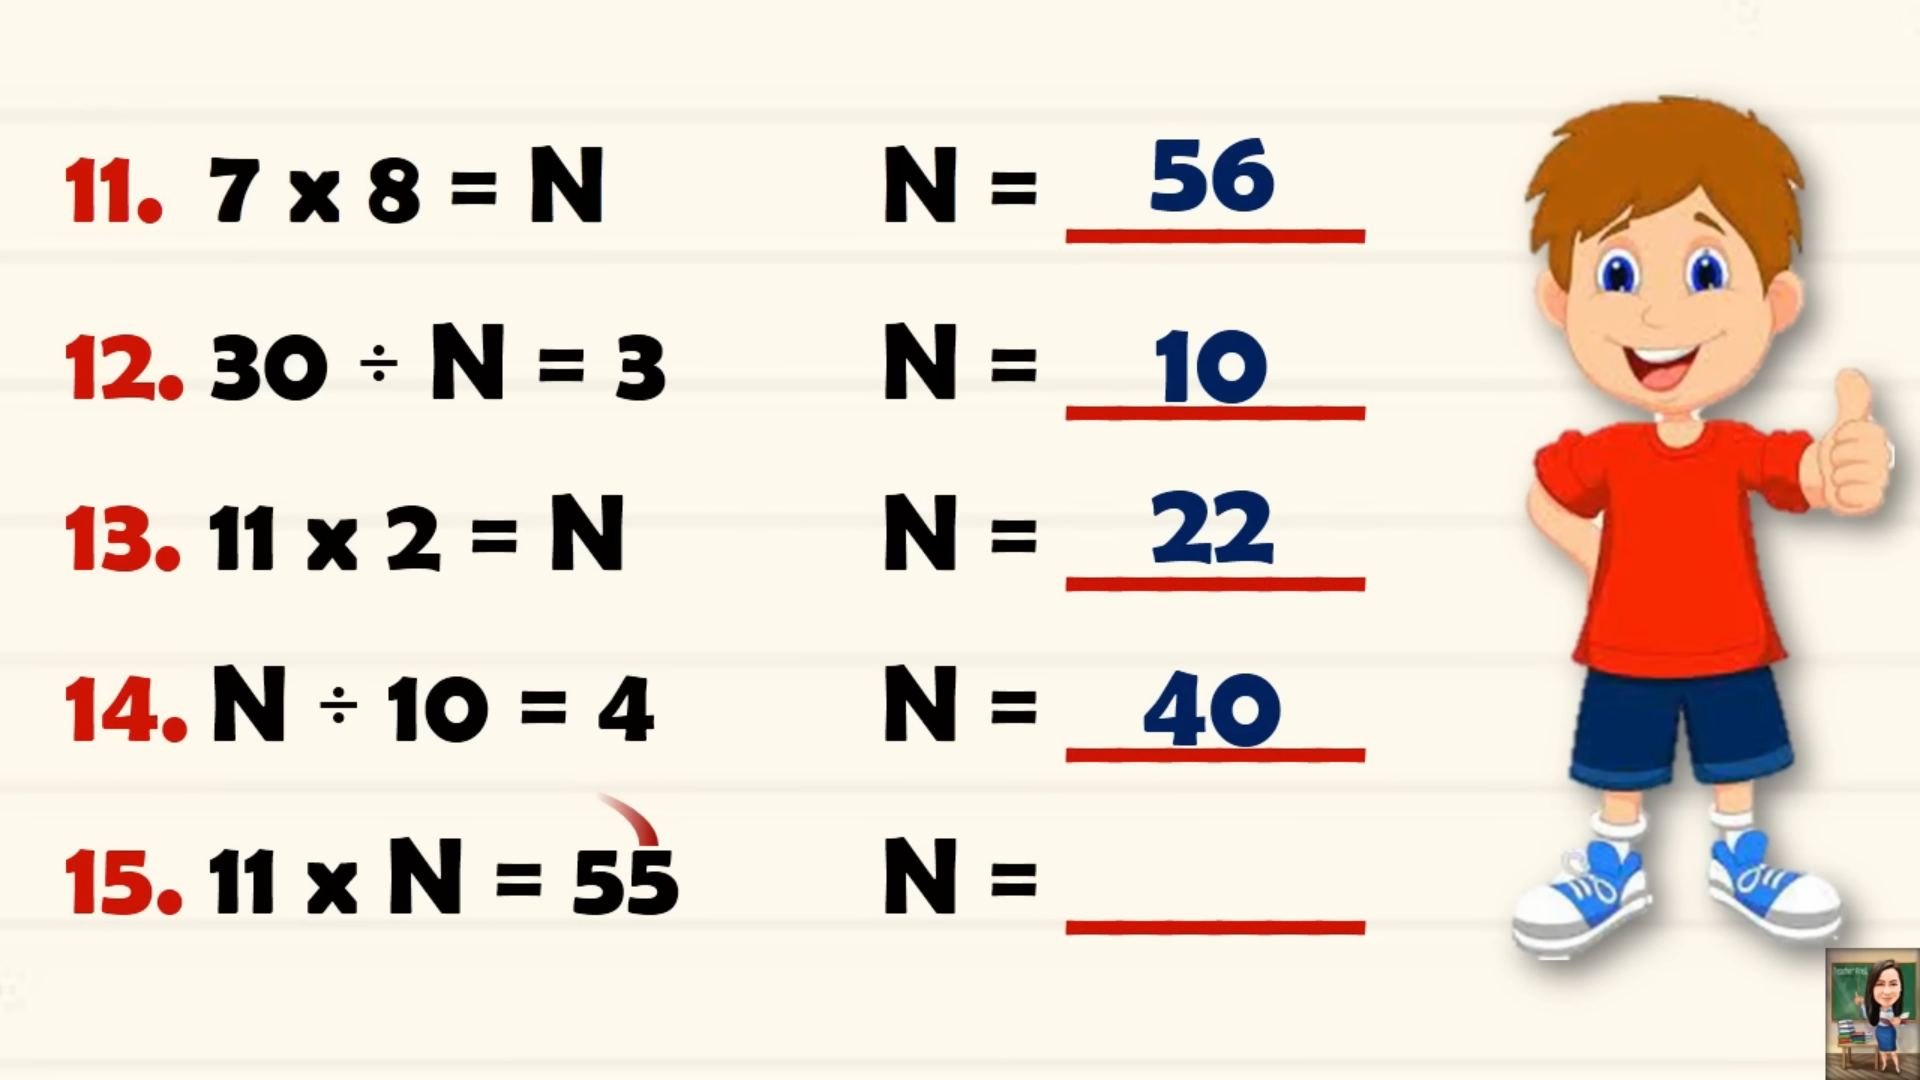 11. 7 x 8 = N N = 56
12. 30 ÷ N = 3 N = 10
13. 11 x 2 = N N = 22
14. N ÷ 10 = 4 N = 40
15. 11 x N = 55 N =